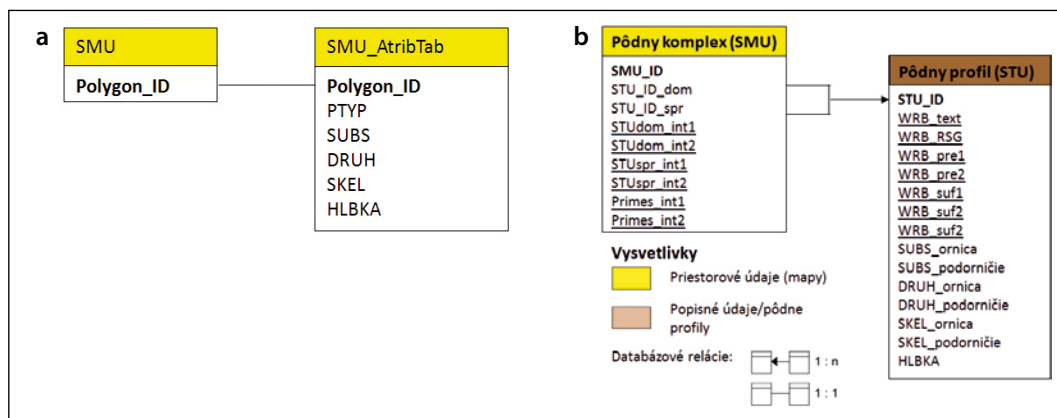 a
SMU
Polygon_ID
SMU_AtribTab
Polygon_ID
PTYP
SUBS
DRUH
SKEL
HLBKA
b
Pôdny komplex (SMU)
SMU_ID
STU_ID_dom
STU_ID_spr
STUdom_int1
STUdom_int2
STUspr_int1
STUspr_int2
Primes_int1
Primes_int2
Pôdny profil (STU)
STU_ID
WRB_text
WRB_RSG
WRB_pre1
WRB_pre2
WRB_suf1
WRB_suf2
WRB_suf2
SUBS_ornica
SUBS_podorničie
DRUH_ornica
DRUH_podorničie
SKEL_ornica
SKEL_podorničie
HLBKA
Vysvetlivky
Priestorové údaje (mapy)
Popisné údaje/pôdne
profily
Databázové relácie:
1 : n
1 : 1